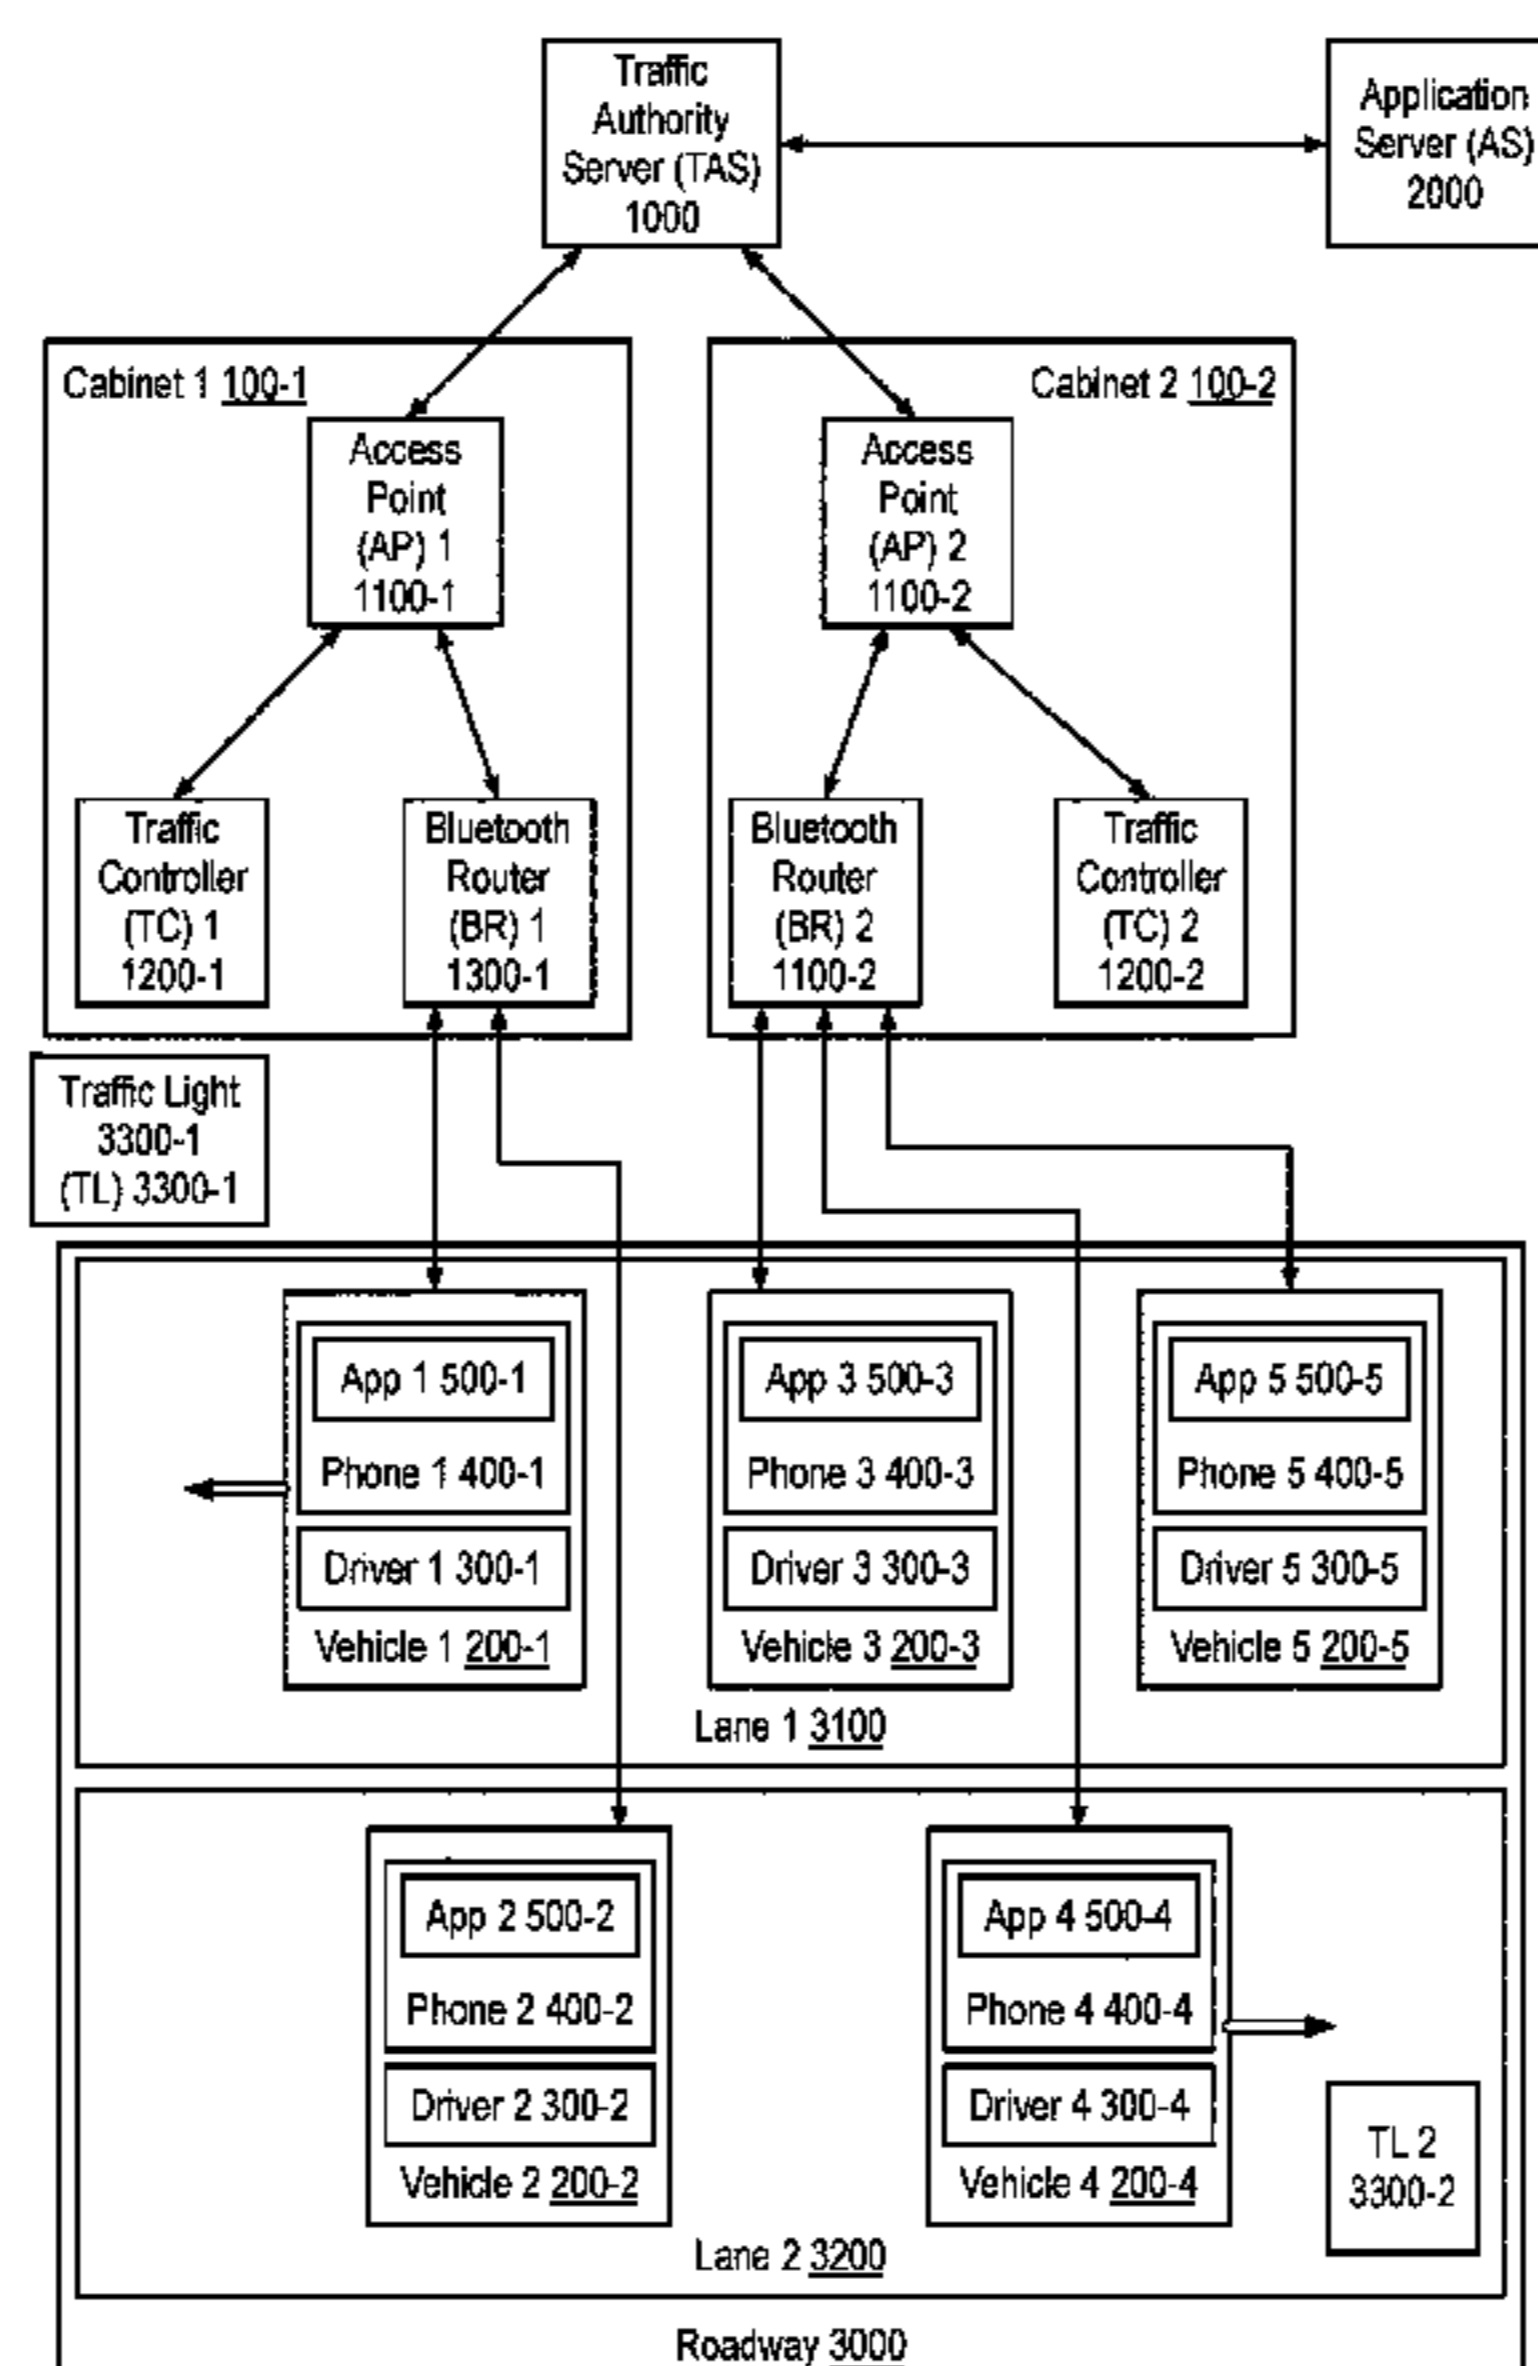 Traffic
Authority
Server (TAS)
1000
Application
Server (AS)
2000
Cabinet 1 100-1
Access
Point
(AP) 1
1100-1
Traffic
Controller
(TC) 1
1200-1
Bluetooth
Router
(BR) 1
1300-1
Cabinet 2 100-2
Access
Point
(AP) 2
1100-2
Bluetooth
Router
(BR) 2
1100-2
Traffic
Controller
(TC) 2
1200-2
Traffic Light
3300-1
(TL) 3300-1
App 1 500-1
Phone 1 400-1
Driver 1 300-1
Vehicle 1 200-1
App 3 500-3
Phone 3 400-3
Driver 3 300-3
Vehicle 3 200-3
App 5 500-5
Phone 5 400-5
Driver 5 300-5
Vehicle 5 200-5
Lane 1 3100
App 2 500-2
Phone 2 400-2
Driver 2 300-2
Vehicle 2 200-2
App 4 500-4
Phone 4 400-4
Driver 4 300-4
Vehicle 4 200-4
TL 2
3300-2
Lane 2 3200
Roadway 3000